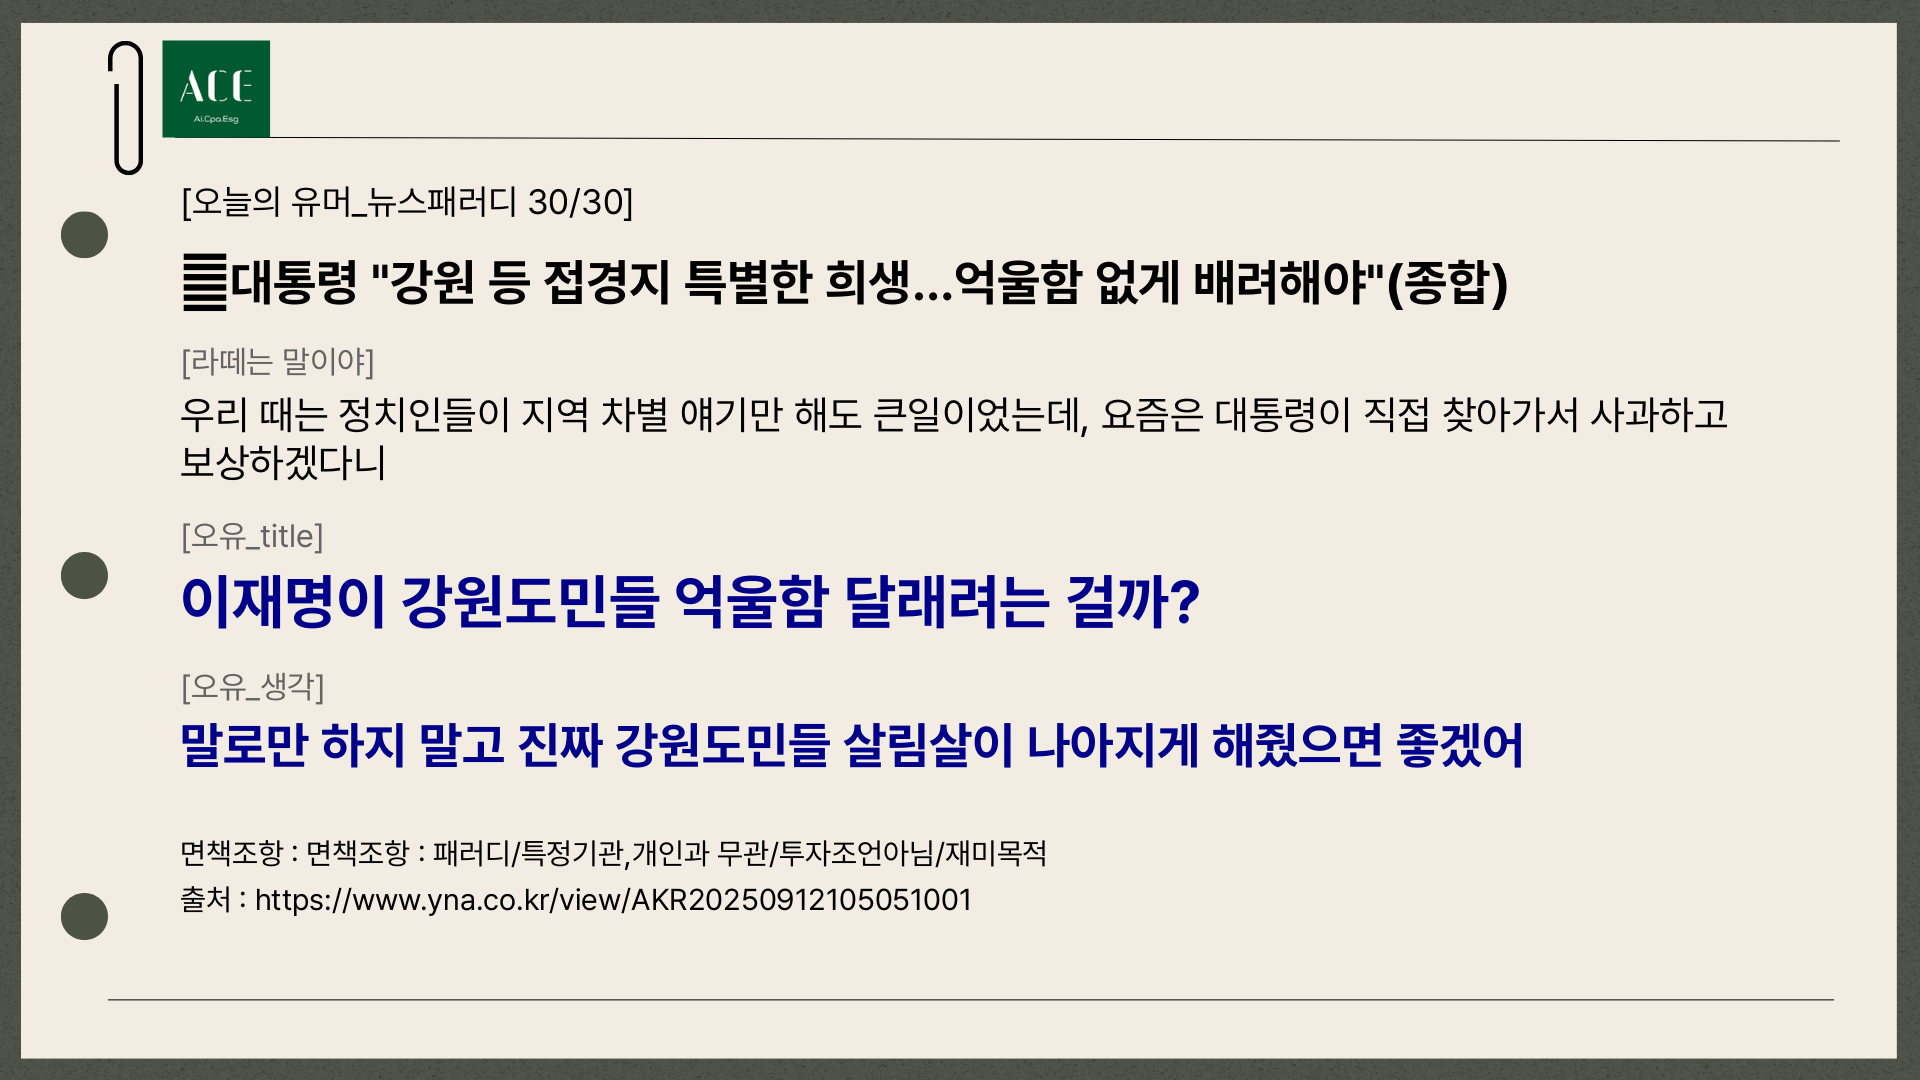 ACE
Ai.Cpa.Esg
[오늘의 유머_뉴스패러디 30/30]
대통령 "강원 등 접경지 특별한 희생…억울함 없게 배려해야"(종합)
[라떼는 말이야]
우리 때는 정치인들이 지역 차별 얘기만 해도 큰일이었는데, 요즘은 대통령이 직접 찾아가서 사과하고
보상하겠다니
[오유_title]
이재명이 강원도민들 억울함 달래려는 걸까?
[오유_생각]
말로만 하지 말고 진짜 강원도민들 살림살이 나아지게 해줬으면 좋겠어
면책조항 : 면책조항 : 패러디/특정기관,개인과 무관/투자조언아님/재미목적
출처 : https://www.yna.co.kr/view/AKR20250912105051001